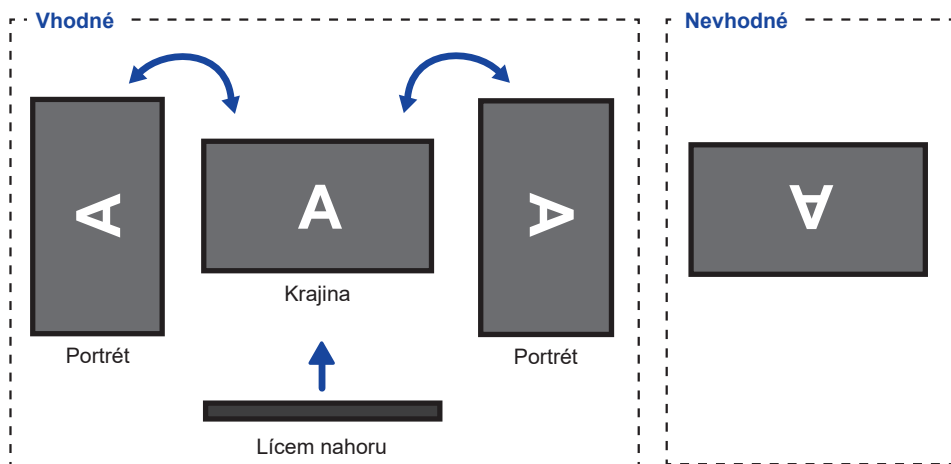 Vhodné
Nevhodné
A
A
A
A
Krajina
Portrét
Portrét
Lícem nahoru